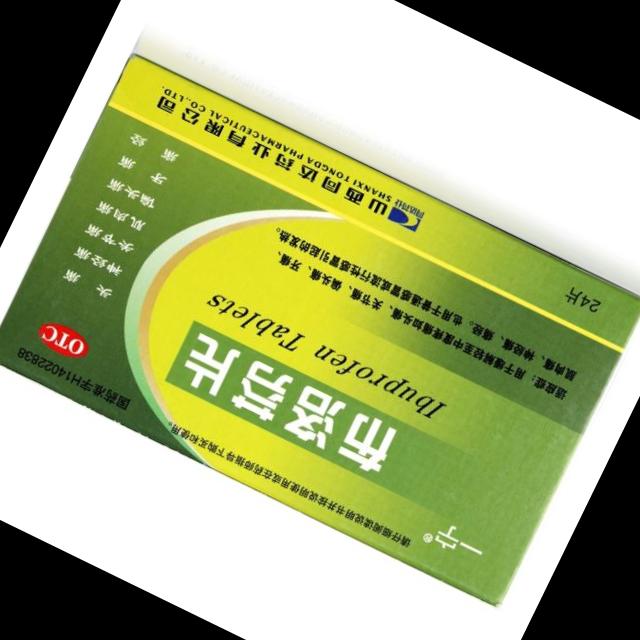 一宁®
请仔细阅读说明书并按说明使用或在药师指导下购买和使用。
国药准字H14022838
OTC
布洛芬片
Ibuprofen Tablets
头痛
神经痛
关节痛
肌肉痛
偏头痛
牙痛
痛经
适应症：用于缓解轻至中度疼痛如头痛、关节痛、偏头痛、牙痛、
肌肉痛、神经痛、痛经。也用于普通感冒或流行性感冒引起的发热。
24片
同达药业
山西同达药业有限公司
SHANXI TONGDA PHARMACEUTICAL CO.,LTD.